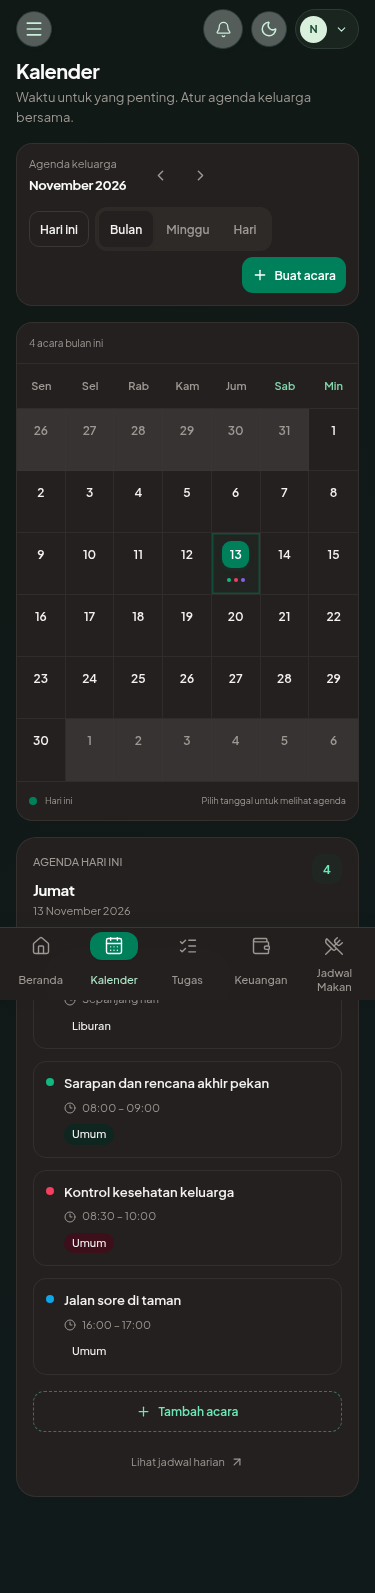 N
Kalender
Waktu untuk yang penting. Atur agenda keluarga
bersama.
Agenda keluarga
November 2026
Hari ini Bulan Minggu Hari
+ Buat acara
4 acara bulan ini
Sen Sel Rab Kam Jum Sab Min
26 27 28 29 30 31 1
2 3 4 5 6 7 8
9 10 11 12 13 14 15
16 17 18 19 20 21 22
23 24 25 26 27 28 29
30 1 2 3 4 5 6
Hari ini Pilih tanggal untuk melihat agenda
AGENDA HARI INI 4
Jumat
13 November 2026
Beranda Kalender Tugas Keuangan Jadwal
Makan
Sepanjang hari
Liburan
Sarapan dan rencana akhir pekan
08:00 – 09:00
Umum
Kontrol kesehatan keluarga
08:30 – 10:00
Umum
Jalan sore di taman
16:00 – 17:00
Umum
+ Tambah acara
Lihat jadwal harian